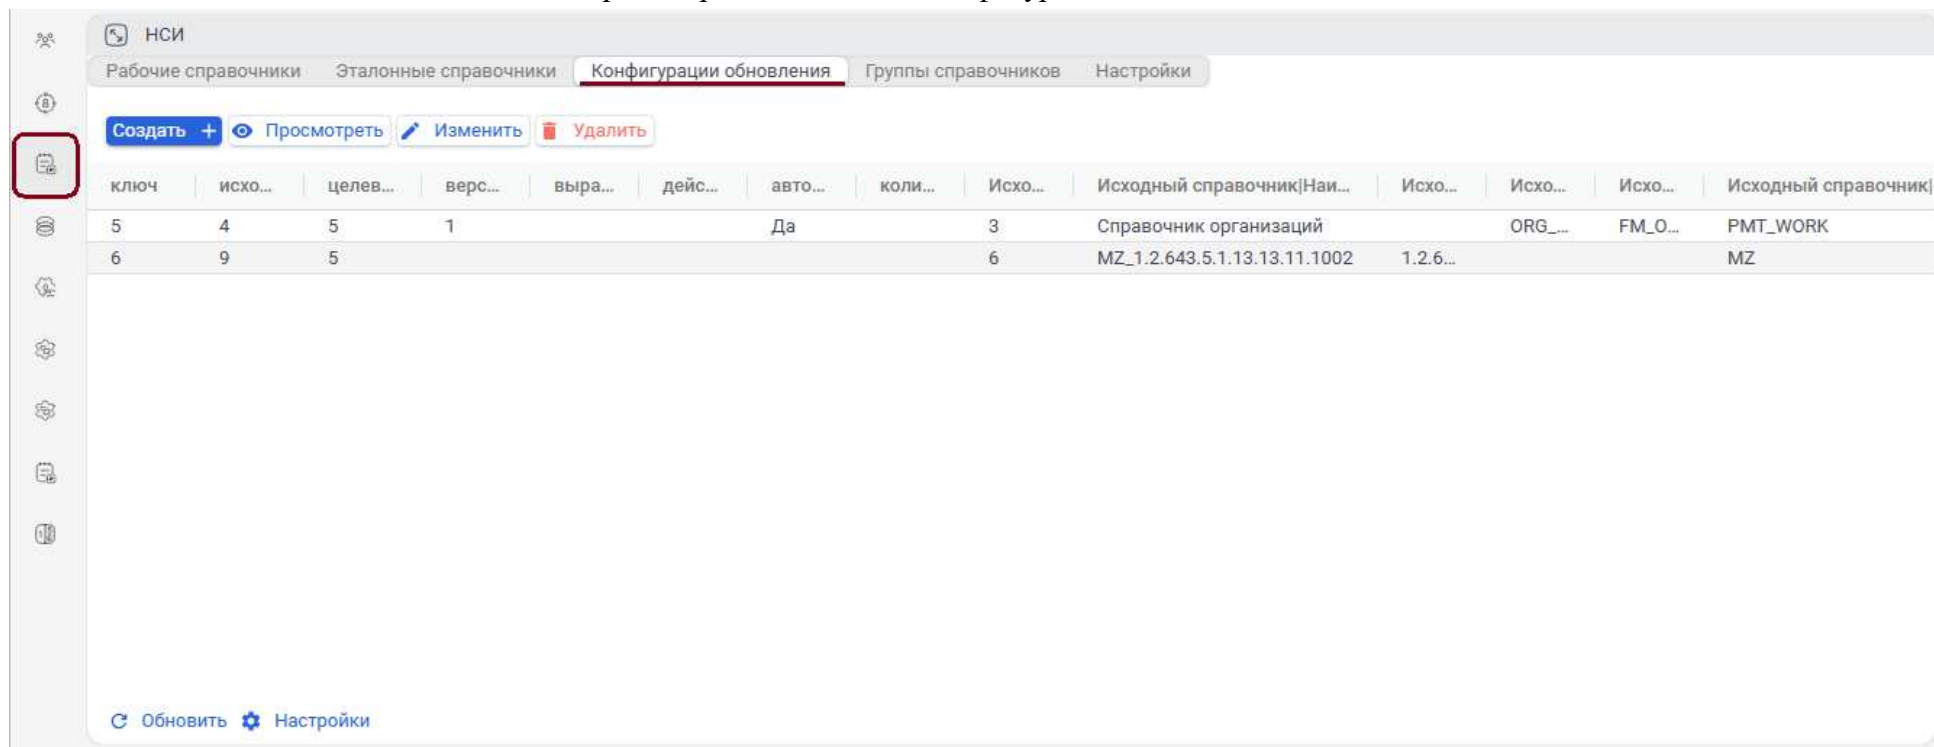 НСИ
Рабочие справочники Эталонные справочники Конфигурации обновления Группы справочников Настройки
Создать + Просмотреть Изменить Удалить
ключ исхо... целев... верс... выра... дейс... авто... коли... Исхо... Исходный справочник|Наи... Исхо... Исхо... Исхо... Исходный справочник|
5 4 5 1 Да 3 Справочник организаций ORG_... FM_O... PMT_WORK
6 9 5 6 MZ_1.2.643.5.1.13.13.11.1002 1.2.6... MZ
Обновить Настройки